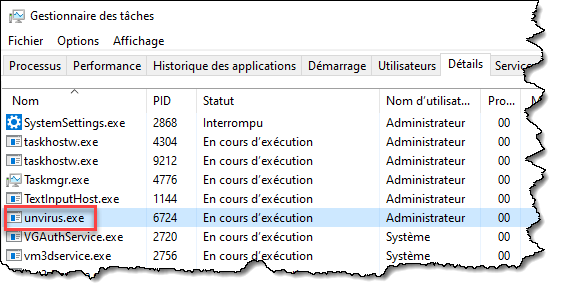 Gestionnaire des tâches
Fichier Options Affichage
Processus Performance Historique des applications Démarrage Utilisateurs Détails Service
Nom PID Statut Nom d'utilisat... Pro...
SystemSettings.exe 2868 Interrompu Administrateur 00
taskhostw.exe 4304 En cours d'exécution Administrateur 00
taskhostw.exe 9212 En cours d'exécution Administrateur 00
Taskmgr.exe 4776 En cours d'exécution Administrateur 00
TextInputHost.exe 1144 En cours d'exécution Administrateur 00
unvirus.exe 6724 En cours d'exécution Administrateur 00
VGAuthService.exe 2720 En cours d'exécution Système 00
vm3dservice.exe 2756 En cours d'exécution Système 00